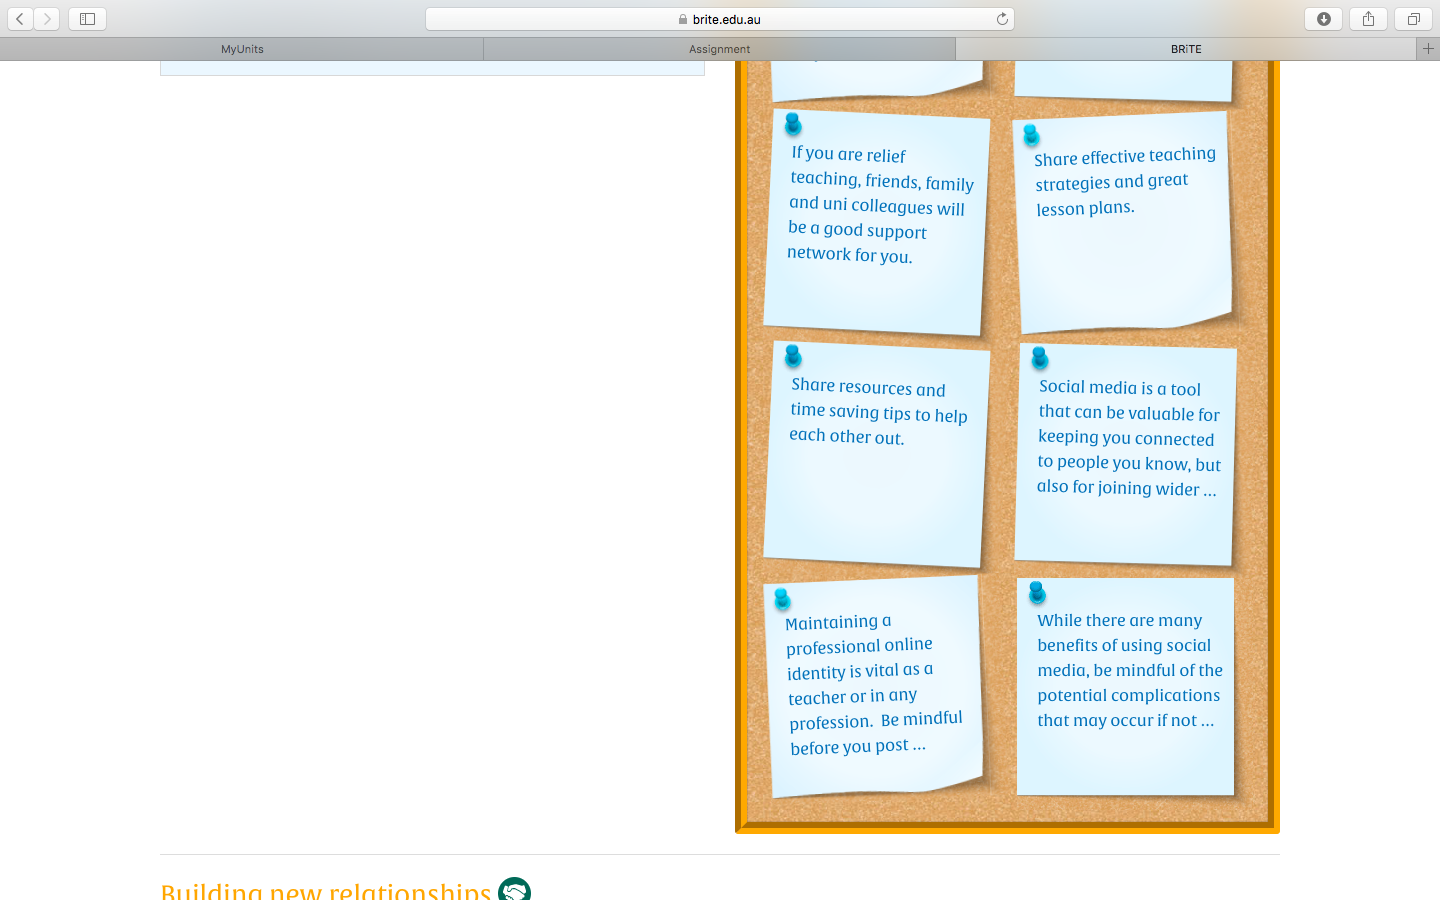 brite.edu.au
MyUnits
Assignment
BRiTE
If you are relief
teaching, friends, family
and uni colleagues will
be a good support
network for you.
Share effective teaching
strategies and great
lesson plans.
Share resources and
time saving tips to help
each other out.
Social media is a tool
that can be valuable for
keeping you connected
to people you know, but
also for joining wider ...
Maintaining a
professional online
identity is vital as a
teacher or in any
profession.  Be mindful
before you post ...
While there are many
benefits of using social
media, be mindful of the
potential complications
that may occur if not ...
Building new relationships